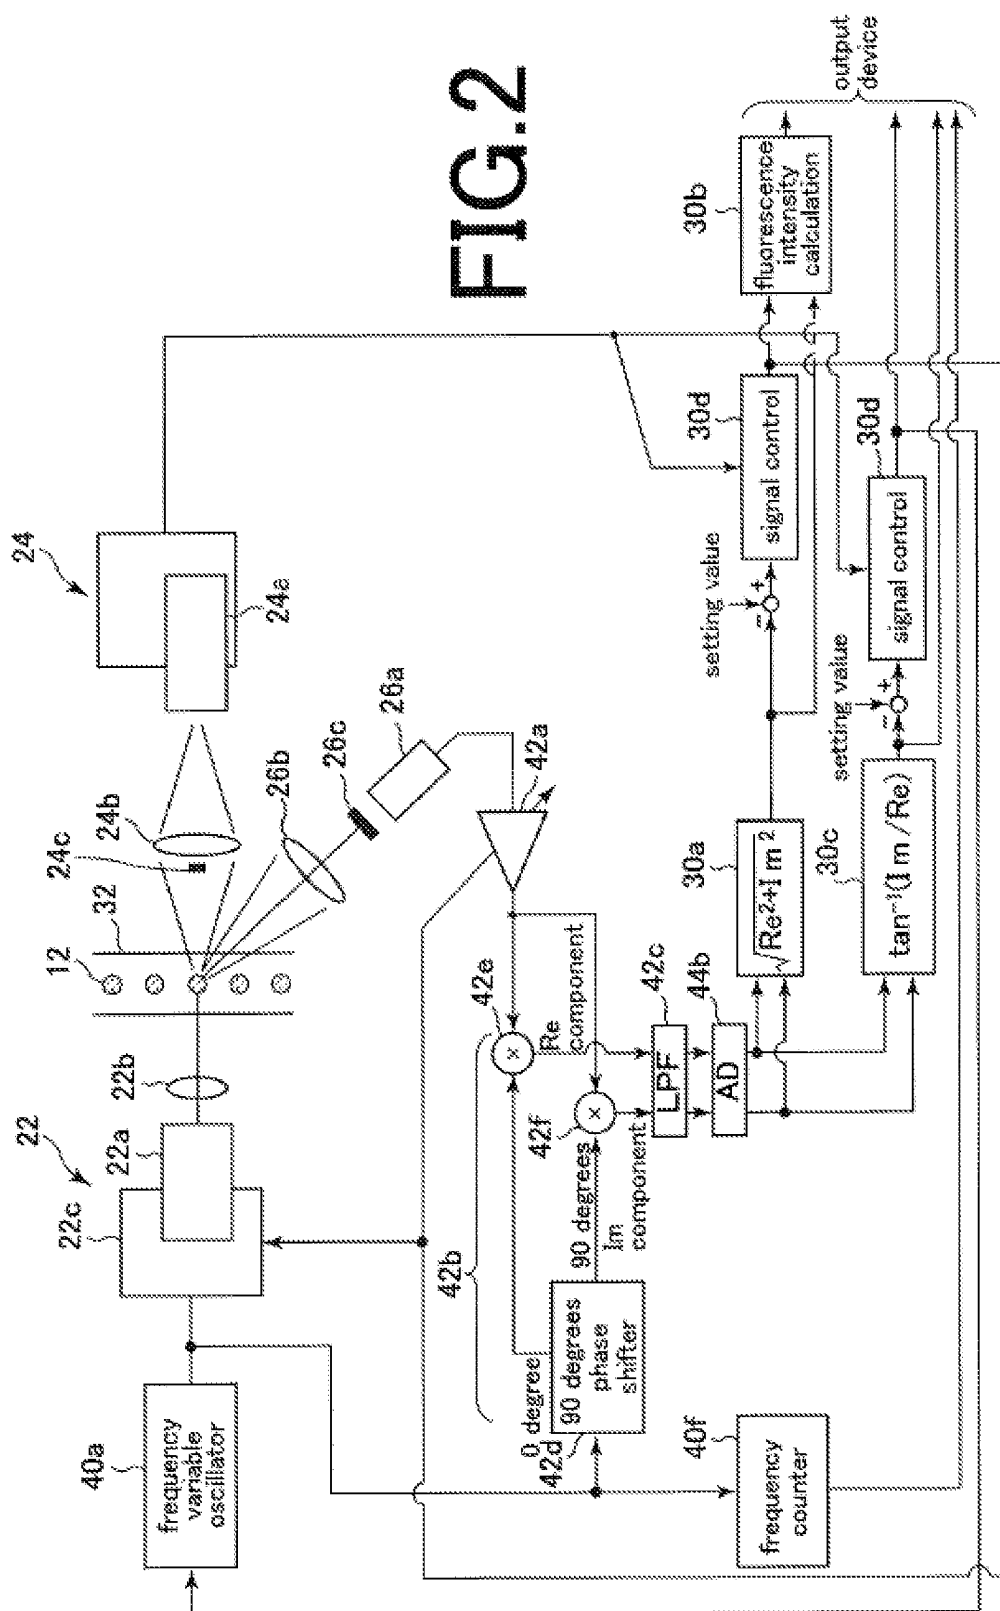 FIG.2
22
22c
22a
22b
12
32
24c
24b
24
24a
26b
26c
26a
40a
frequency
variable
oscillator
42b
42e
42a
Re
component
0 degree
42d
90 degrees
phase
shifter
90 degrees
42f
Im
component
42c
LPF
44b
AD
40f
frequency
counter
30a
√Re²+Im²
setting value
−
+
30d
signal control
30b
fluorescence
intensity
calculation
30c
tan⁻¹(Im/Re)
setting value
−
+
30d
signal control
output
device
×
×